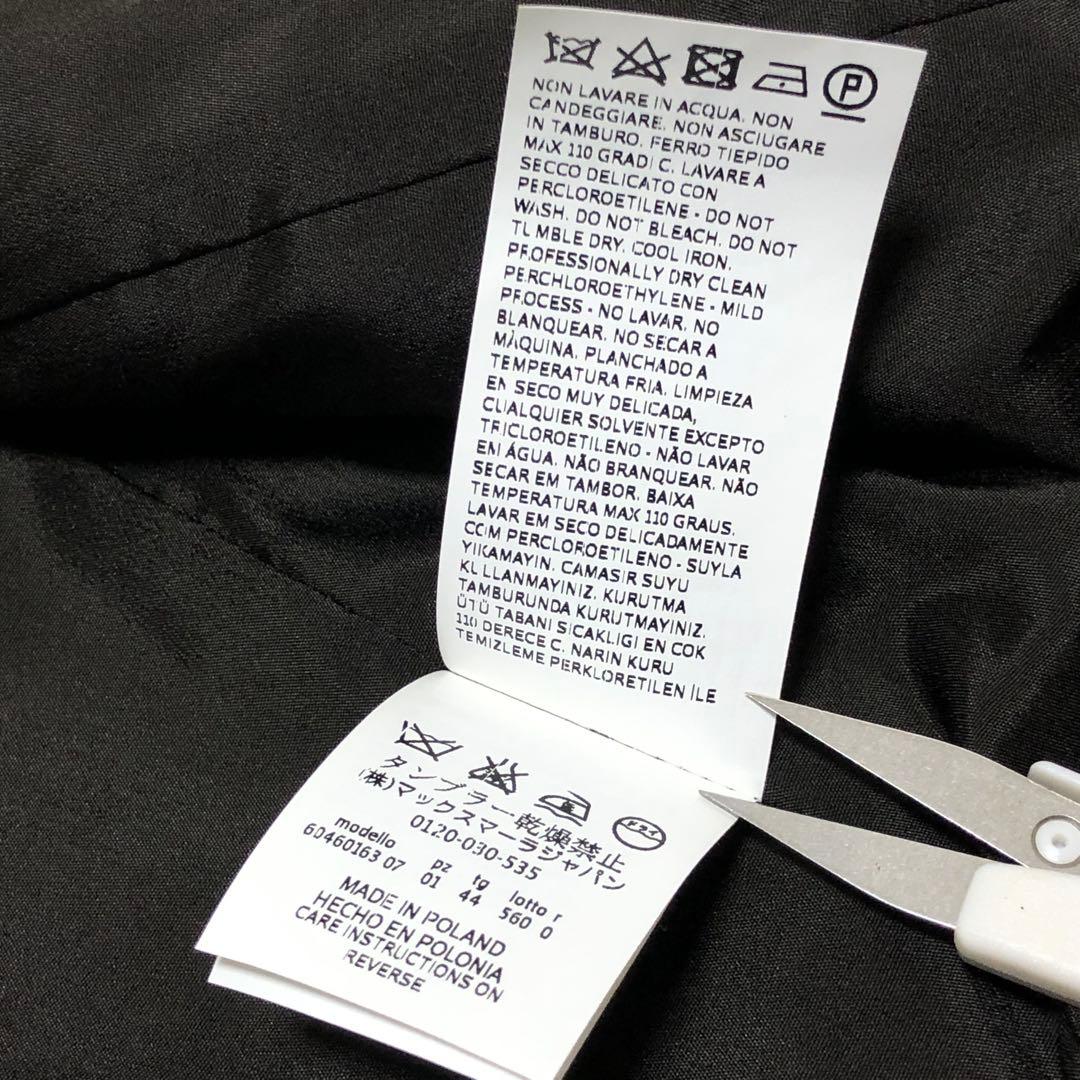 P
NON LAVARE IN ACQUA. NON
CANDEGGIARE. NON ASCIUGARE
IN TAMBURO. FERRO TIEPIDO
MAX 110 GRADI C. LAVARE A
SECCO DELICATO CON
PERCLOROETILENE - DO NOT
WASH. DO NOT BLEACH. DO NOT
TUMBLE DRY. COOL IRON.
PROFESSIONALLY DRY CLEAN
PERCHLOROETHYLENE - MILD
PROCESS - NO LAVAR. NO
BLANQUEAR. NO SECAR A
MÀQUINA. PLANCHADO A
TEMPERATURA FRIA. LIMPIEZA
EN SECO MUY DELICADA,
CUALQUIER SOLVENTE EXCEPTO
TRICLOROETILENO - NÃO LAVAR
EM ÁGUA. NÃO BRANQUEAR. NÃO
SECAR EM TAMBOR. BAIXA
TEMPERATURA MAX 110 GRAUS.
LAVAR EM SECO DELICADAMENTE
COM PERCLOROETILENO - SUYLA
YIKAMAYIN. CAMASIR SUYU
KULLANMAYINIZ. KURUTMA
TAMBURUNDA KURUTMAYINIZ.
ÜTÜ TABANI SICAKLIGI EN COK
110 DERECE C. NARIN KURU
TEMIZLEME PERKLORETILEN İLE
ドライ
タンブラー乾燥禁止
(株)マックスマーラジャパン
0120-030-535
modello pz tg lotto r
60460163 07 01 44 560 0
MADE IN POLAND
HECHO EN POLONIA
CARE INSTRUCTIONS ON
REVERSE